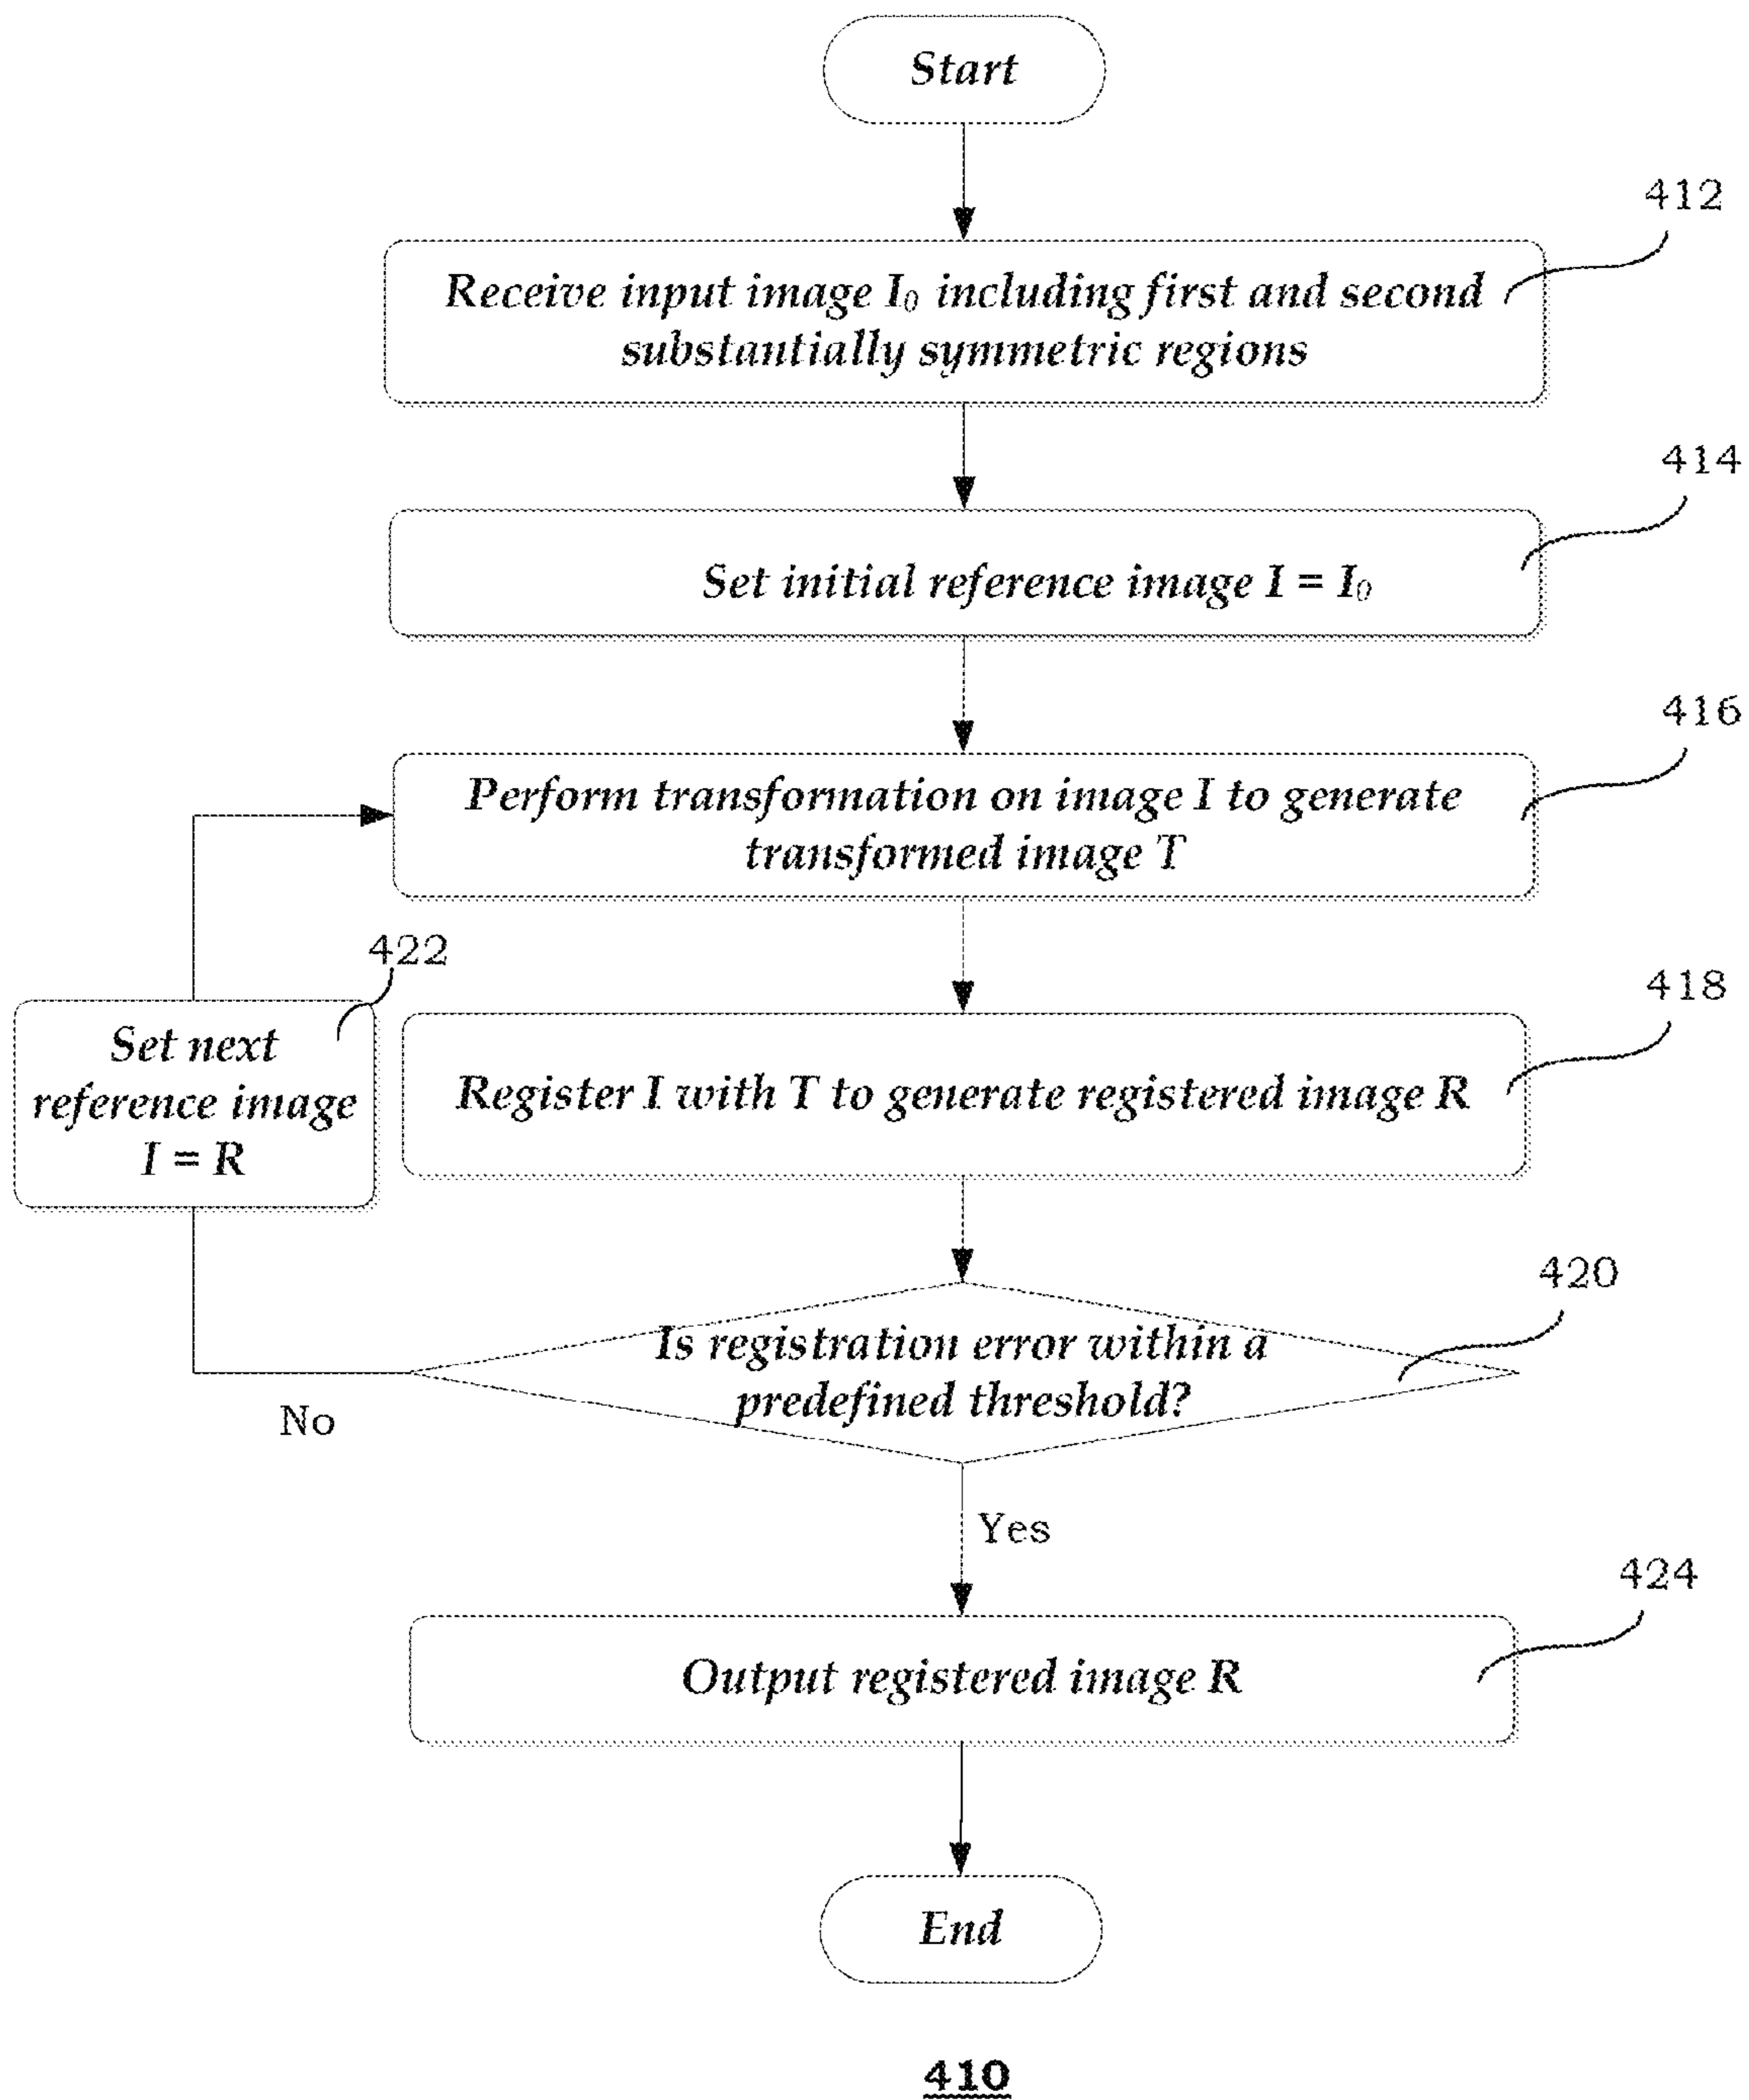 Start
412
Receive input image I₀ including first and second
substantially symmetric regions
414
Set initial reference image I = I₀
416
Perform transformation on image I to generate
transformed image T
422
Set next
reference image
I = R
418
Register I with T to generate registered image R
420
Is registration error within a
predefined threshold?
No
Yes
424
Output registered image R
End
410